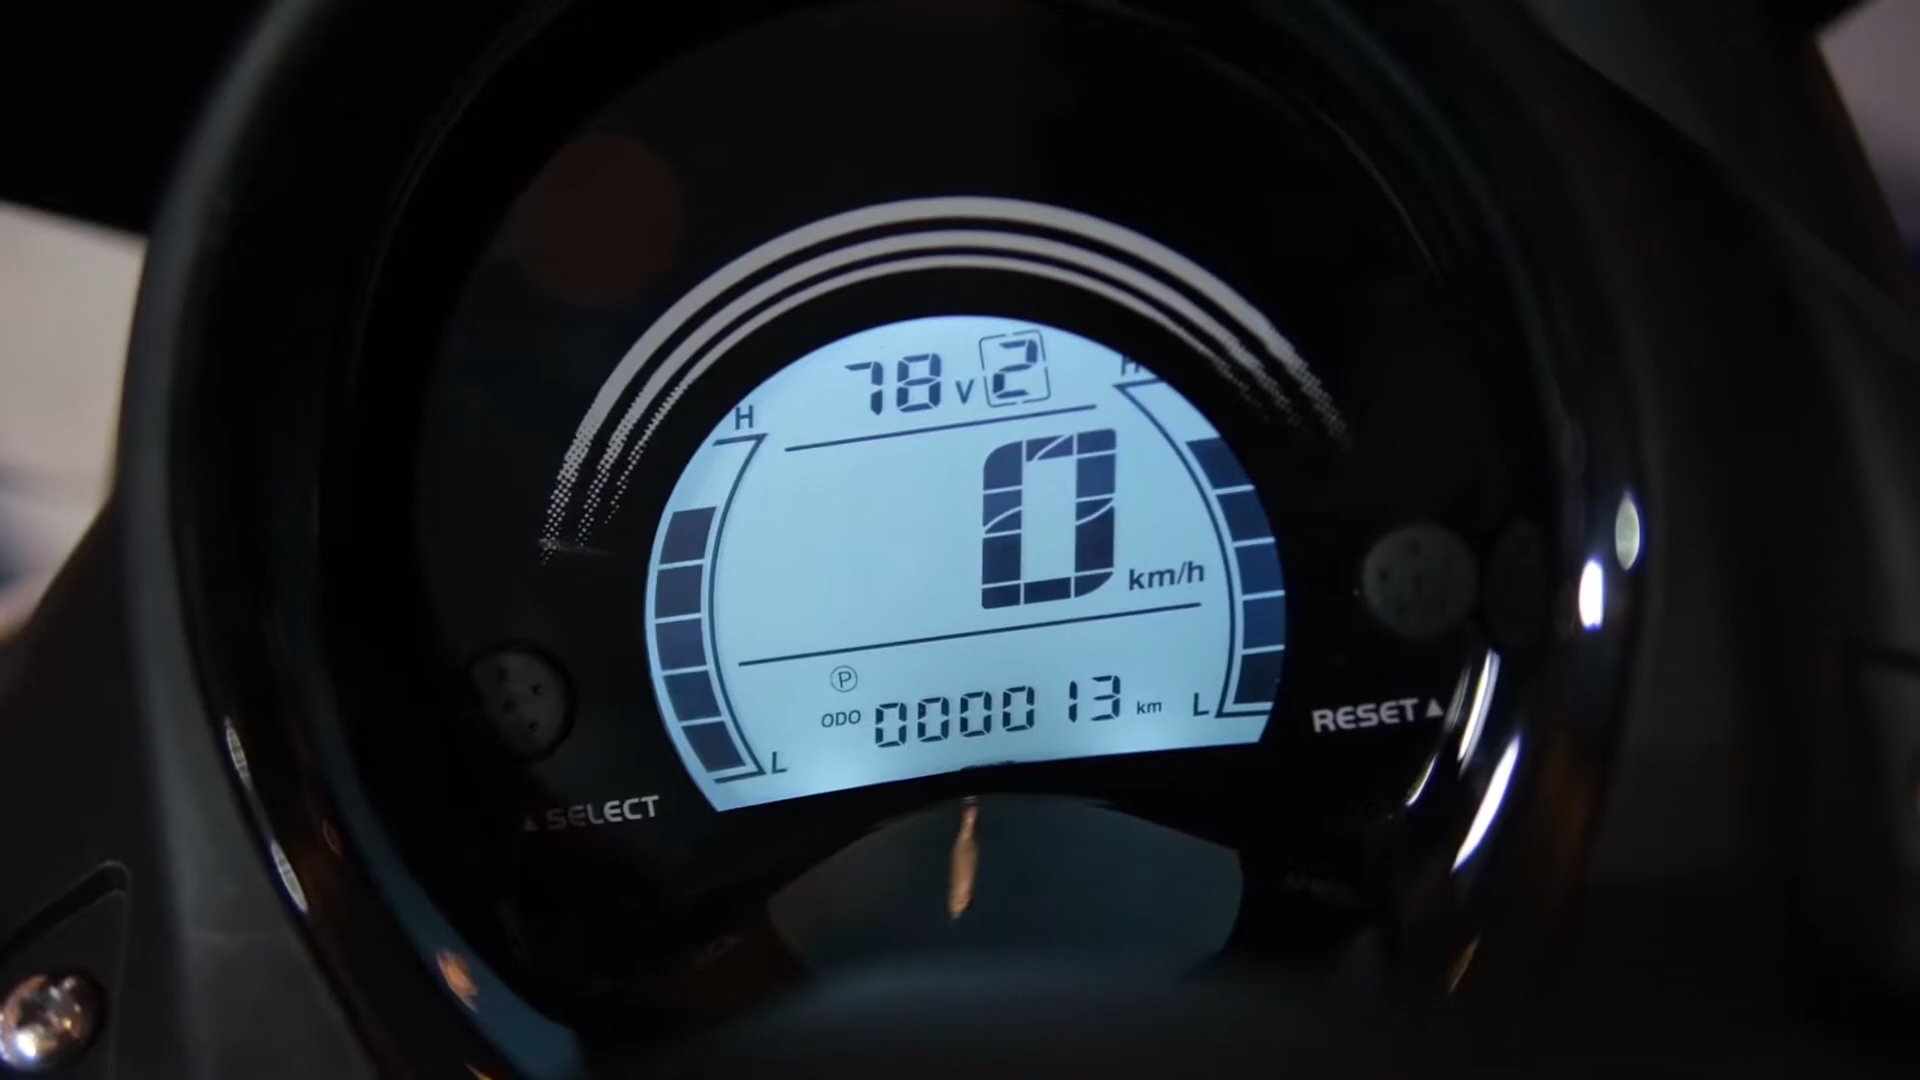 78 V 2
H
H
0 km/h
P
ODO 000013 km
L
L
RESET▲
▲SELECT